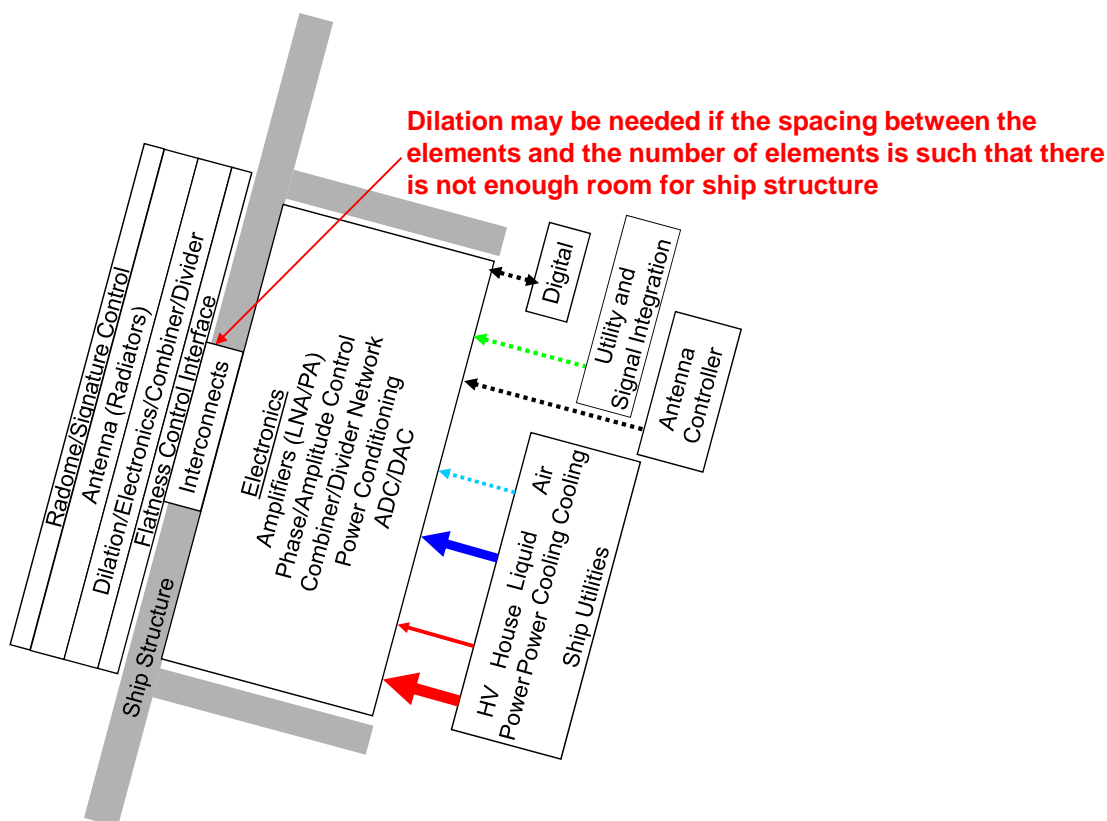 Dilation may be needed if the spacing between the
elements and the number of elements is such that there
is not enough room for ship structure
Radome/Signature Control
Antenna (Radiators)
Dilation/Electronics/Combiner/Divider
Flatness Control Interface
Interconnects
Ship Structure
Electronics
Amplifiers (LNA/PA)
Phase/Amplitude Control
Combiner/Divider Network
Power Conditioning
ADC/DAC
Digital
Utility and
Signal Integration
Antenna
Controller
HV House Liquid Air
Power Power Cooling Cooling
Ship Utilities